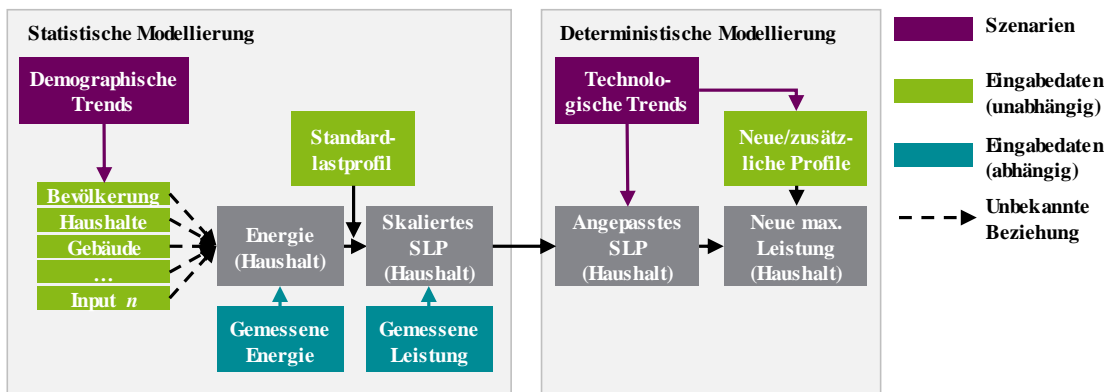 Statistische Modellierung
Demographische
Trends
Standard-
lastprofil
Bevölkerung
Haushalte
Gebäude
...
Input n
Energie
(Haushalt)
Skaliertes
SLP
(Haushalt)
Gemessene
Energie
Gemessene
Leistung
Deterministische Modellierung
Technolo-
gische Trends
Neue/zusätz-
liche Profile
Angepasstes
SLP
(Haushalt)
Neue max.
Leistung
(Haushalt)
Szenarien
Eingabedaten
(unabhängig)
Eingabedaten
(abhängig)
Unbekannte
Beziehung